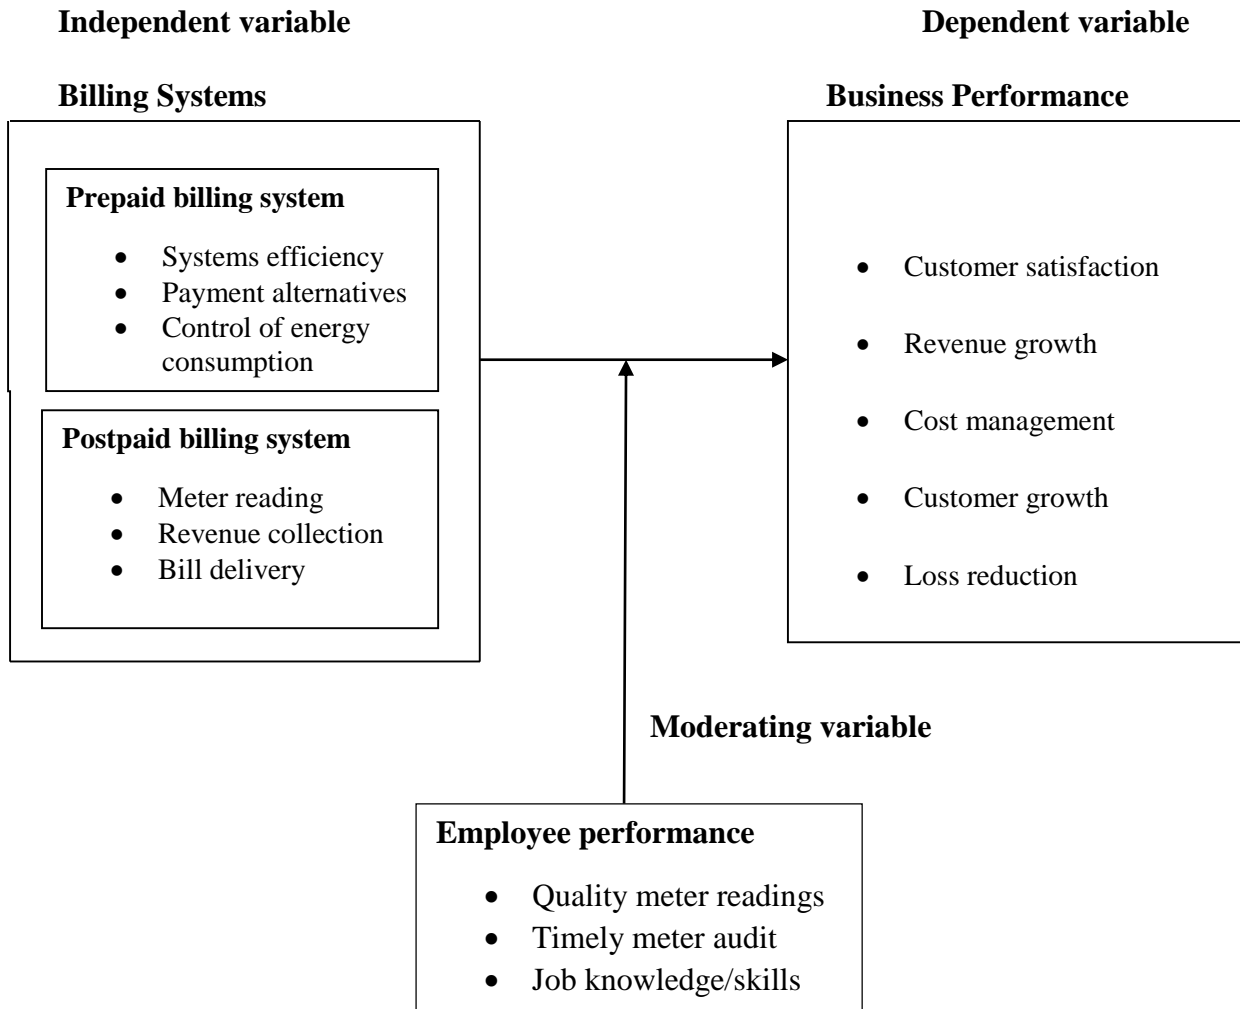 Independent variable
Dependent variable
Billing Systems
Business Performance
Prepaid billing system
• Systems efficiency
• Payment alternatives
• Control of energy
consumption
Postpaid billing system
• Meter reading
• Revenue collection
• Bill delivery
• Customer satisfaction
• Revenue growth
• Cost management
• Customer growth
• Loss reduction
Moderating variable
Employee performance
• Quality meter readings
• Timely meter audit
• Job knowledge/skills